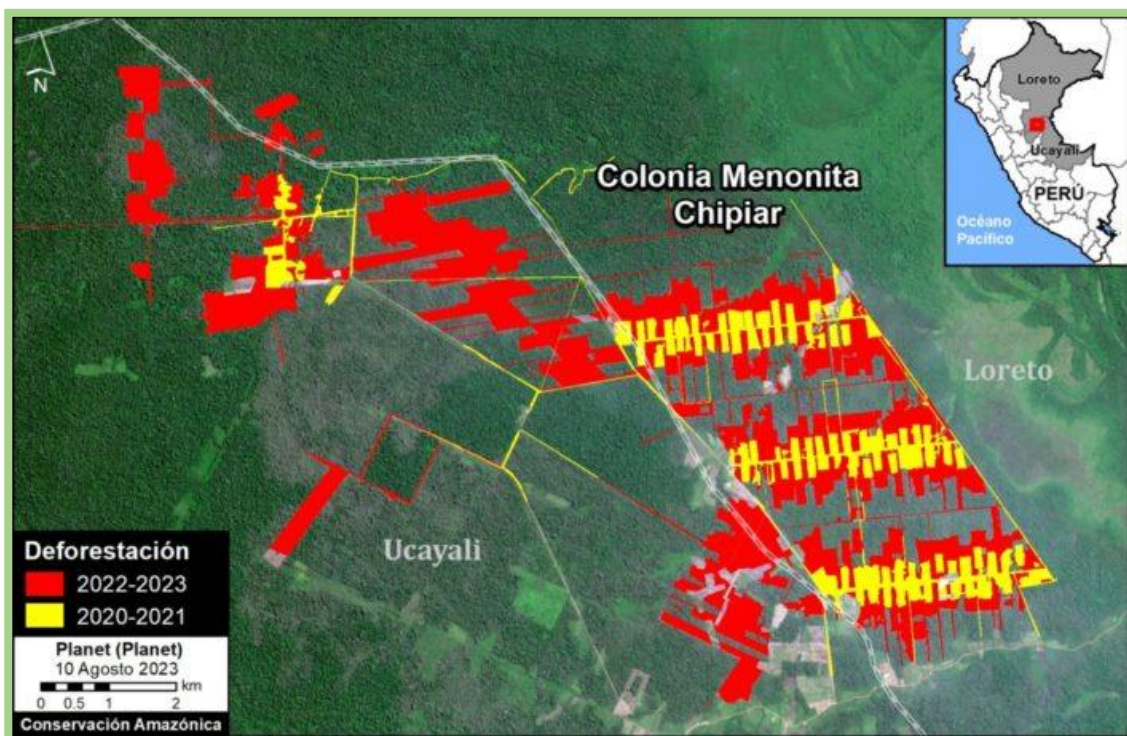 N
Loreto
Ucayali
PERÚ
Océano
Pacífico
Colonia Menonita
Chipiar
Loreto
Ucayali
Deforestación
2022-2023
2020-2021
Planet (Planet)
10 Agosto 2023
km
0 0.5 1 2
Conservación Amazónica